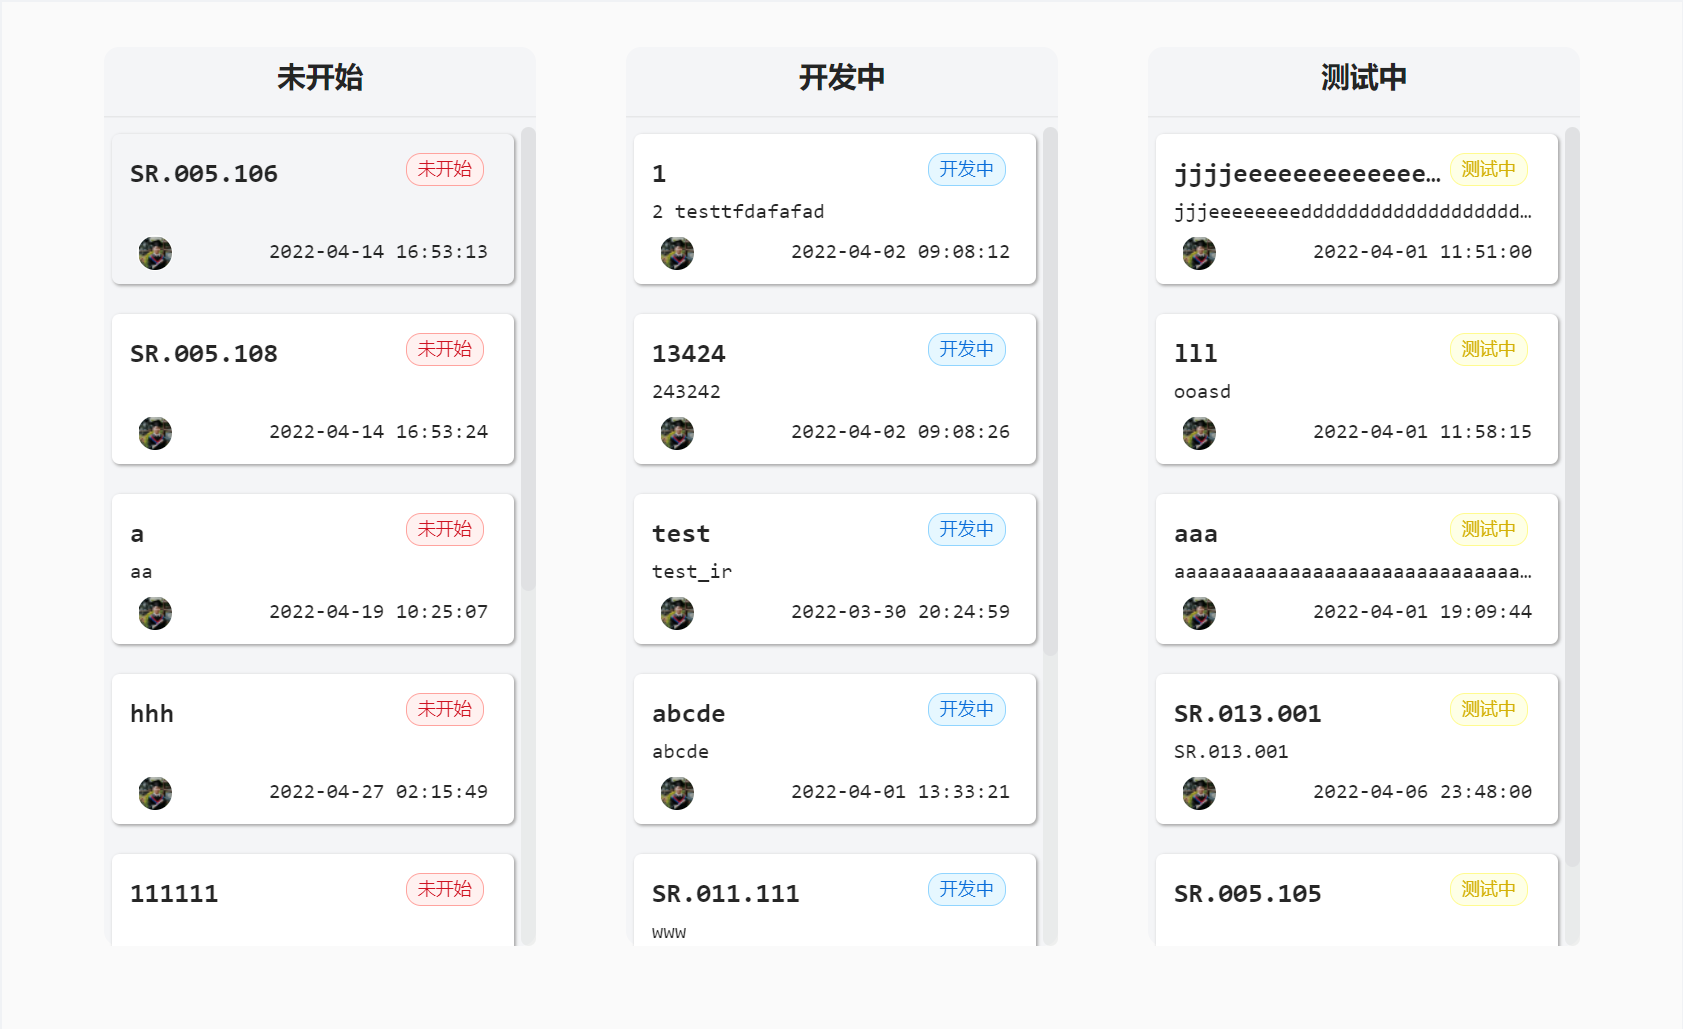 未开始
SR.005.106
未开始
2022-04-14 16:53:13
SR.005.108
未开始
2022-04-14 16:53:24
a
未开始
aa
2022-04-19 10:25:07
hhh
未开始
2022-04-27 02:15:49
111111
未开始
开发中
1
开发中
2 testtfdafafad
2022-04-02 09:08:12
13424
开发中
243242
2022-04-02 09:08:26
test
开发中
test_ir
2022-03-30 20:24:59
abcde
开发中
abcde
2022-04-01 13:33:21
SR.011.111
开发中
www
测试中
jjjjeeeeeeeeeeeee…
测试中
jjjeeeeeeeedddddddddddddddddddd…
2022-04-01 11:51:00
lll
测试中
ooasd
2022-04-01 11:58:15
aaa
测试中
aaaaaaaaaaaaaaaaaaaaaaaaaaaaaa…
2022-04-01 19:09:44
SR.013.001
测试中
SR.013.001
2022-04-06 23:48:00
SR.005.105
测试中